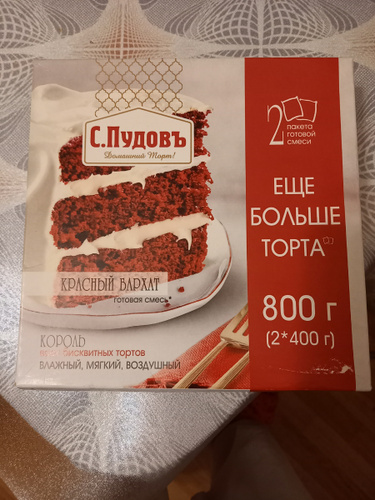 С.Пудовъ
Домашний Торт!
КРАСНЫЙ БАРХАТ
готовая смесь*
КОРОЛЬ
БИСКВИТНЫХ ТОРТОВ
ВЛАЖНЫЙ, МЯГКИЙ, ВОЗДУШНЫЙ
2 пакета
готовой
смеси
ЕЩЕ
БОЛЬШЕ
ТОРТА
800 г
(2*400 г)